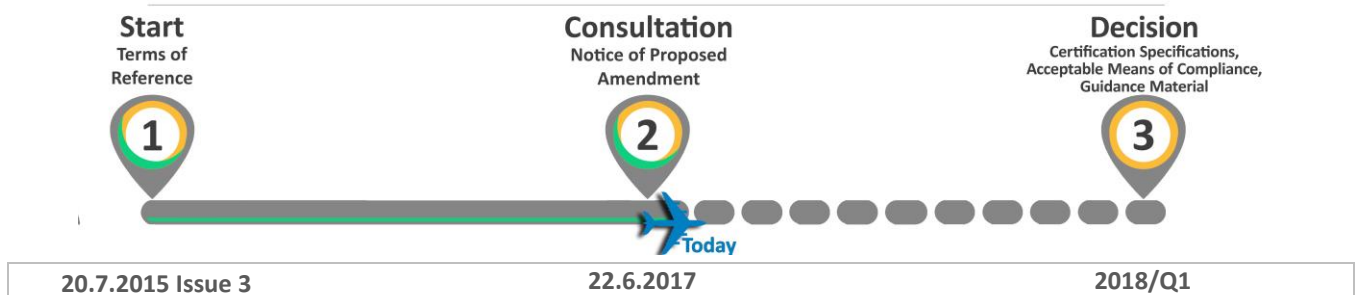 Start
Terms of
Reference
Consultation
Notice of Proposed
Amendment
Decision
Certification Specifications,
Acceptable Means of Compliance,
Guidance Material
1
2
3
Today
20.7.2015 Issue 3
22.6.2017
2018/Q1